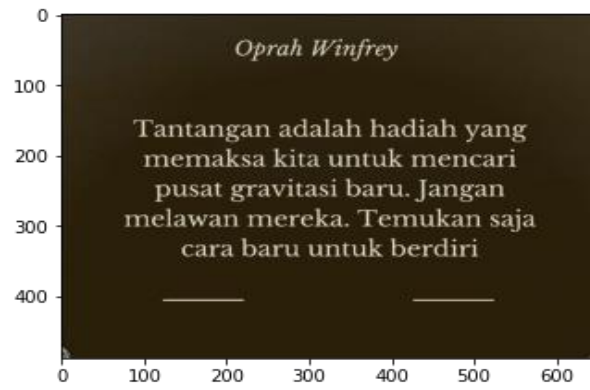 0
100
200
300
400
Oprah Winfrey
Tantangan adalah hadiah yang
memaksa kita untuk mencari
pusat gravitasi baru. Jangan
melawan mereka. Temukan saja
cara baru untuk berdiri
0 100 200 300 400 500 600